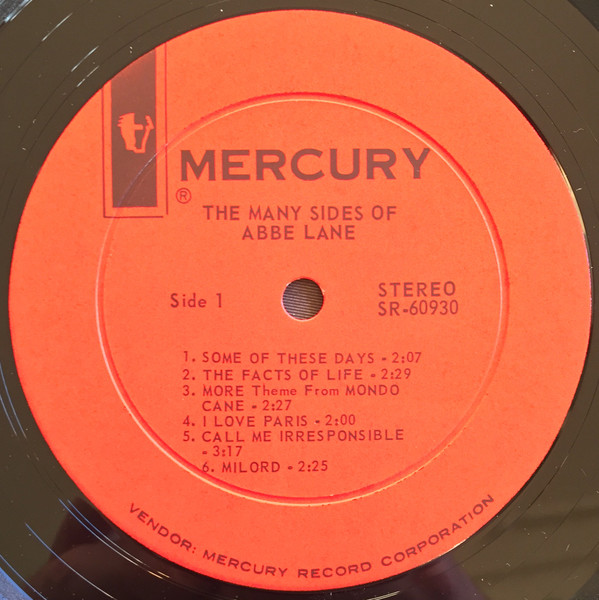 MERCURY
®
THE MANY SIDES OF
ABBE LANE
Side 1
STEREO
SR-60930
1. SOME OF THESE DAYS - 2:07
2. THE FACTS OF LIFE - 2:29
3. MORE Theme From MONDO
CANE - 2:27
4. I LOVE PARIS - 2:00
5. CALL ME IRRESPONSIBLE
- 3:17
6. MILORD - 2:25
VENDOR: MERCURY RECORD CORPORATION